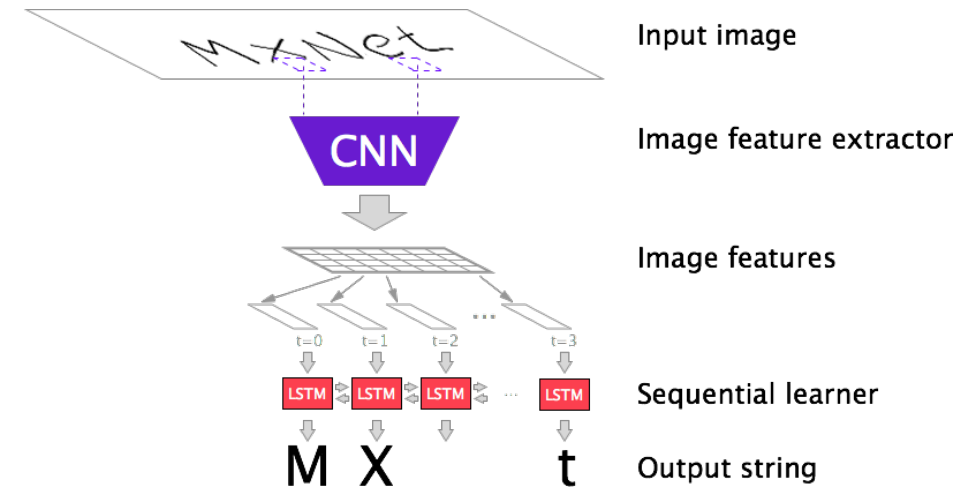 MxNet Input image
CNN Image feature extractor
Image features
...
t=0 t=1 t=2 t=3
LSTM LSTM LSTM ... LSTM Sequential learner
M X t Output string